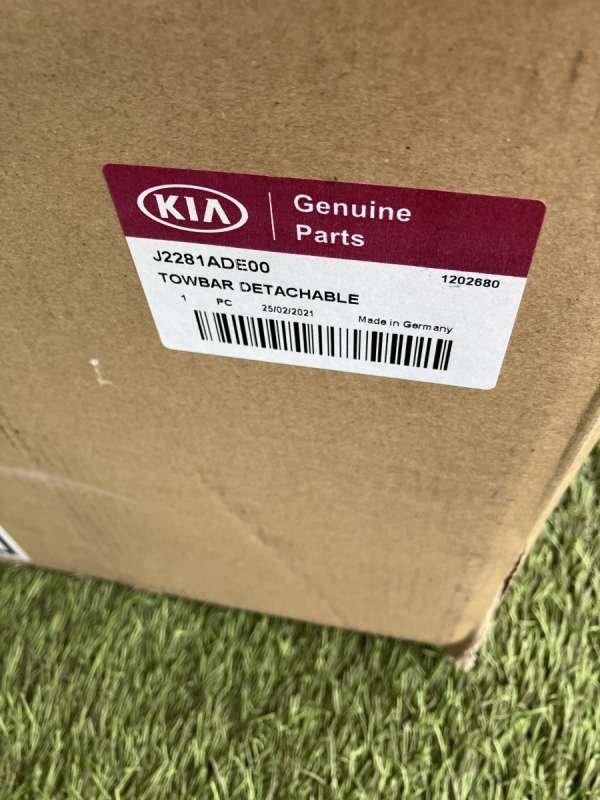 KIA
Genuine
Parts
J2281ADE00
1202680
TOWBAR DETACHABLE
1 PC 25/02/2021 Made in Germany